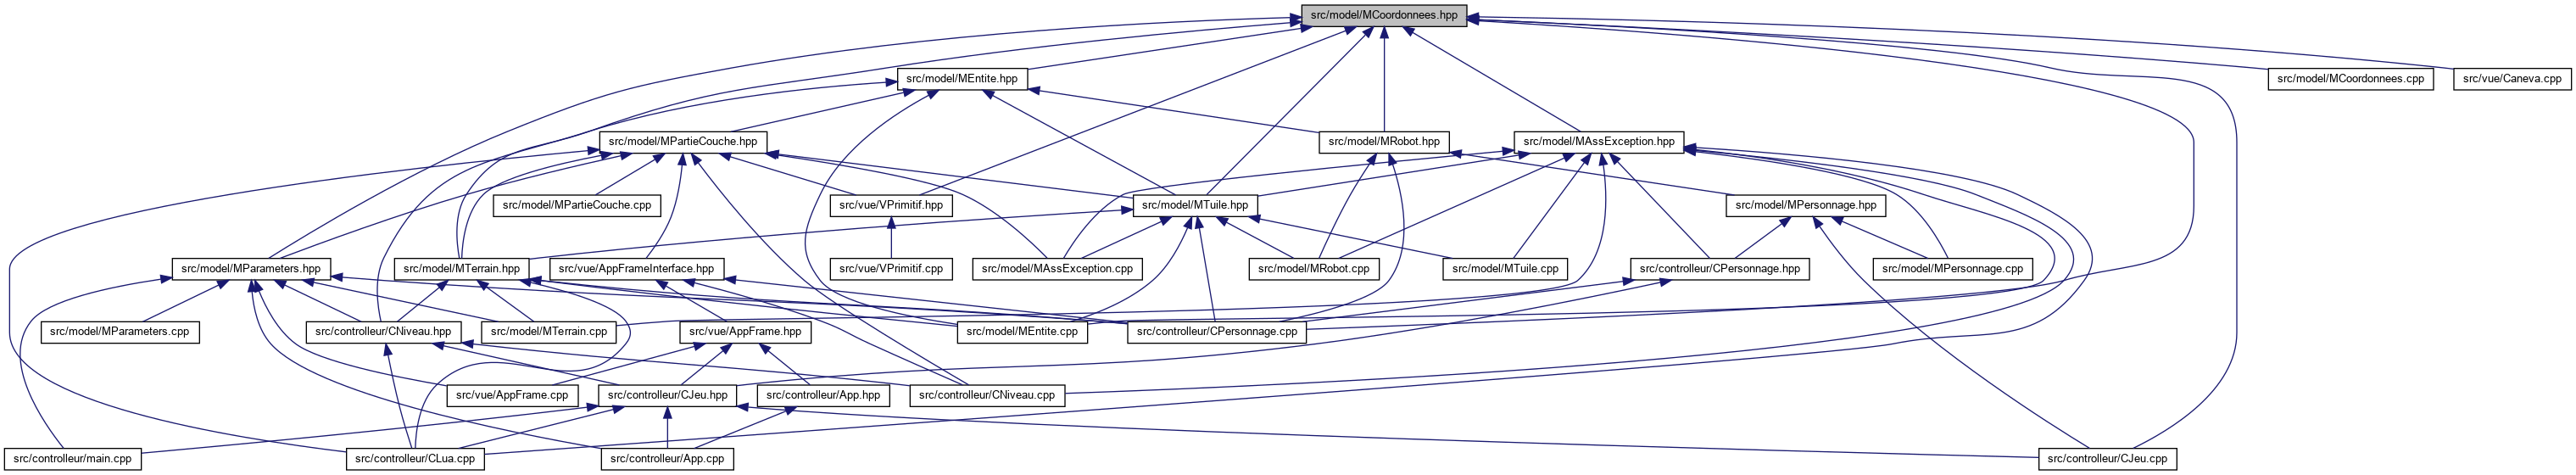 src/model/MCoordonnees.hpp
src/model/MEntite.hpp
src/model/MCoordonnees.cpp
src/vue/Caneva.cpp
src/model/MPartieCouche.hpp
src/model/MRobot.hpp
src/model/MAssException.hpp
src/model/MPartieCouche.cpp
src/vue/VPrimitif.hpp
src/model/MTuile.hpp
src/model/MPersonnage.hpp
src/model/MParameters.hpp
src/model/MTerrain.hpp
src/vue/AppFrameInterface.hpp
src/vue/VPrimitif.cpp
src/model/MAssException.cpp
src/model/MRobot.cpp
src/model/MTuile.cpp
src/controlleur/CPersonnage.hpp
src/model/MPersonnage.cpp
src/model/MParameters.cpp
src/controlleur/CNiveau.hpp
src/model/MTerrain.cpp
src/vue/AppFrame.hpp
src/model/MEntite.cpp
src/controlleur/CPersonnage.cpp
src/vue/AppFrame.cpp
src/controlleur/CJeu.hpp
src/controlleur/App.hpp
src/controlleur/CNiveau.cpp
src/controlleur/main.cpp
src/controlleur/CLua.cpp
src/controlleur/App.cpp
src/controlleur/CJeu.cpp